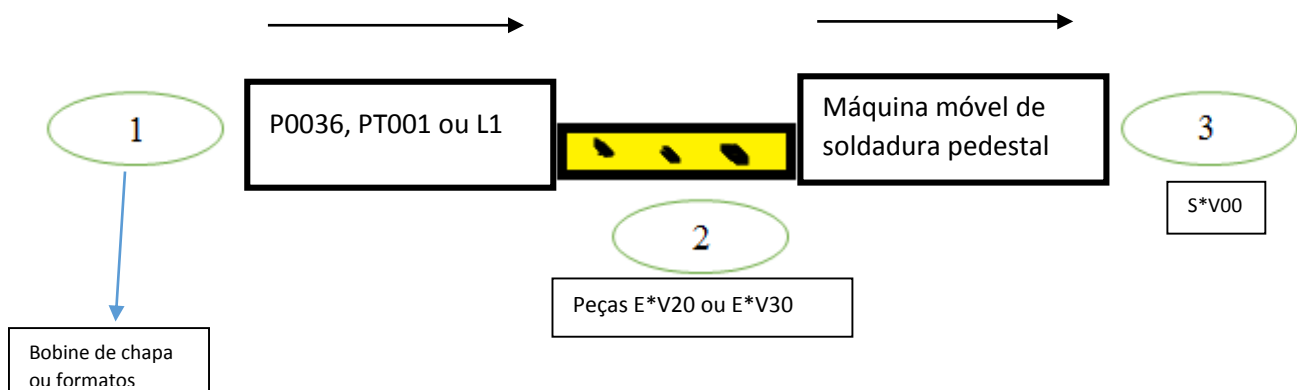 1
P0036, PT001 ou L1
Máquina móvel de
soldadura pedestal
3
S*V00
2
Peças E*V20 ou E*V30
Bobine de chapa
ou formatos